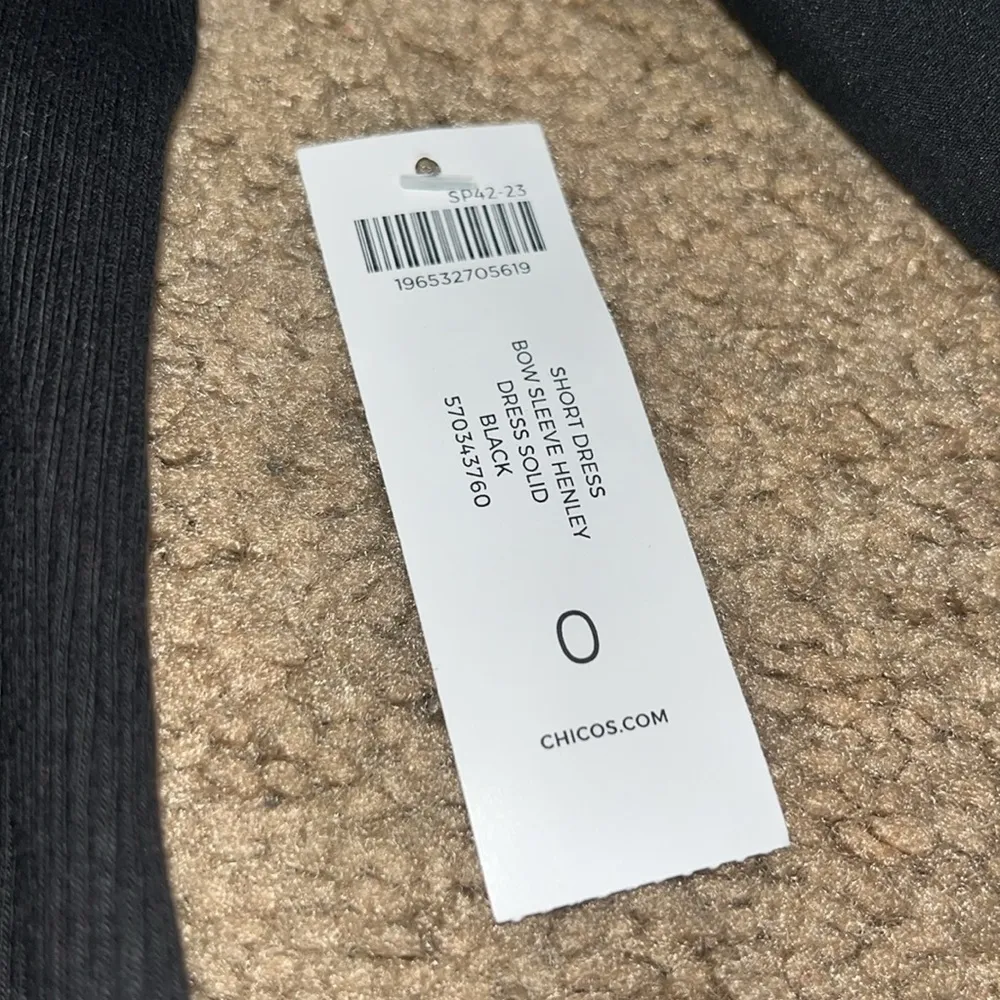 SP42-23
196532705619
SHORT DRESS
BOW SLEEVE HENLEY
DRESS SOLID
BLACK
570343760
0
CHICOS.COM